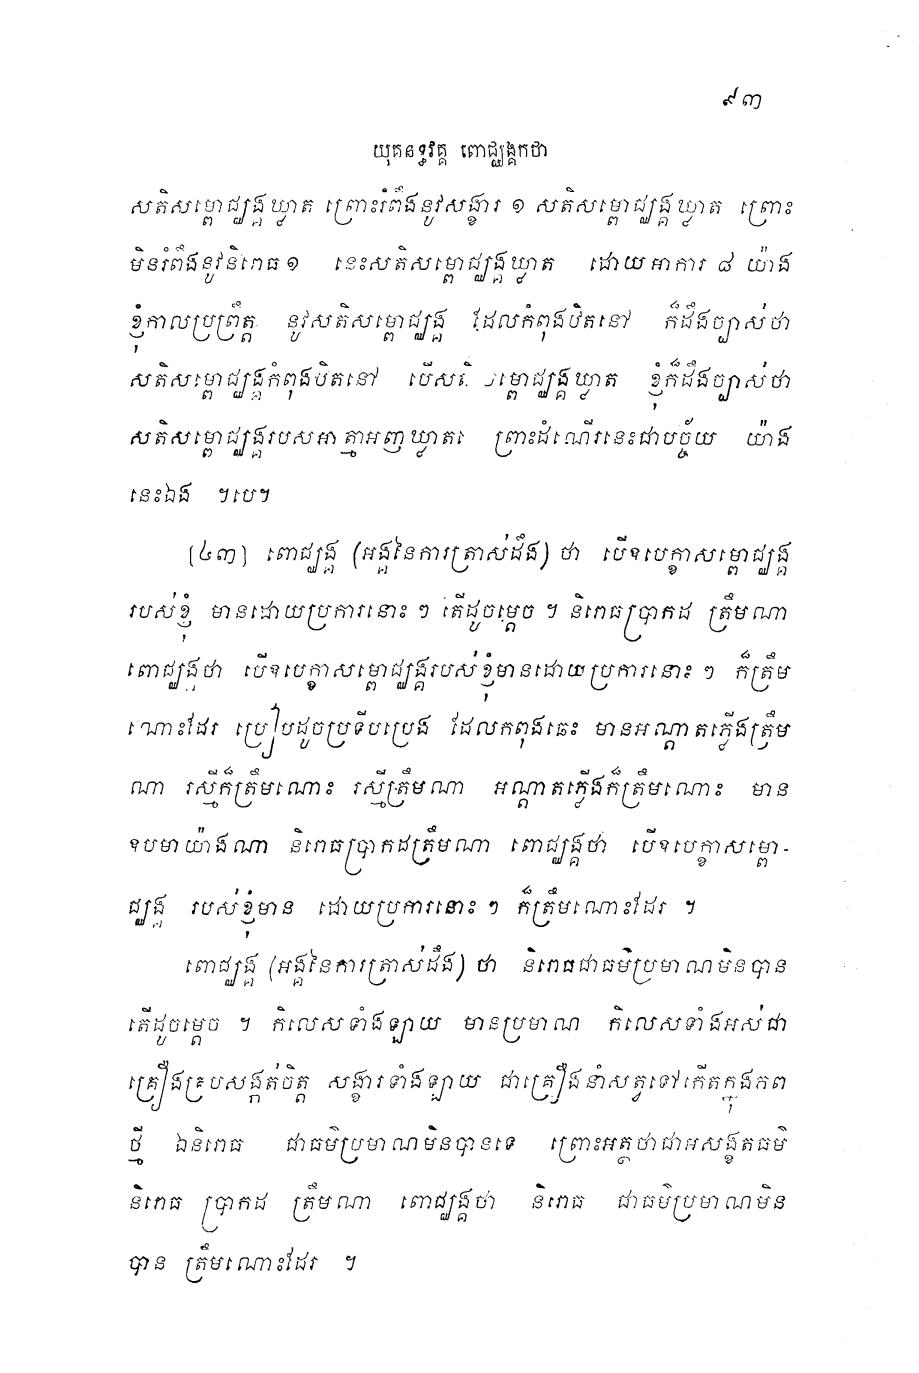 ៩៣
យុគនទ្ធវគ្គ ពោជ្ឈង្គកថា
សតិសម្ពោជ្ឈង្គឃ្លាត ព្រោះរំពឹងនូវសង្ខារ ១ សតិសម្ពោជ្ឈង្គឃ្លាត ព្រោះ
មិនរំពឹងនូវនិរោធ ១ នេះសតិសម្ពោជ្ឈង្គឃ្លាត ដោយអាការ ៨ យ៉ាង
ខ្ញុំកាលប្រព្រឹត្ត នូវសតិសម្ពោជ្ឈង្គ ដែលកំពុងឋិតនៅ ក៏ដឹងច្បាស់ថា
សតិសម្ពោជ្ឈង្គកំពុងឋិតនៅ បើសតិសម្ពោជ្ឈង្គឃ្លាត ខ្ញុំក៏ដឹងច្បាស់ថា
សតិសម្ពោជ្ឈង្គរបសអាត្មាអញឃ្លាត ព្រោះដំណើរនេះជាបច្ច័យ យ៉ាង
នេះឯង ។បេ។
[៤៣] ពោជ្ឈង្គ (អង្គនៃការត្រាស់ដឹង) ថា បើឧបេក្ខាសម្ពោជ្ឈង្គ
របស់ខ្ញុំ មានដោយប្រការនោះ ៗ តើដូចម្តេច ។ និរោធប្រាកដ ត្រឹមណា
ពោជ្ឈង្គថា បើឧបេក្ខាសម្ពោជ្ឈង្គរបស់ខ្ញុំមានដោយប្រការនោះ ៗ ក៏ត្រឹម
ណោះដែរ ប្រៀបដូចប្រទីបប្រេង ដែលកពុងឆេះ មានអណ្តាតភ្លើងត្រឹម
ណា រស្មីក៏ត្រឹមណោះ រស្មីត្រឹមណា អណ្តាតភ្លើងក៏ត្រឹមណោះ មាន
ឧបមាយ៉ាងណា និរោធប្រាកដត្រឹមណា ពោជ្ឈង្គថា បើឧបេក្ខាសម្ពោ-
ជ្ឈង្គ របស់ខ្ញុំមាន ដោយប្រការនោះ ៗ ក៏ត្រឹមណោះដែរ ។
ពោជ្ឈង្គ (អង្គនៃការត្រាស់ដឹង) ថា និរោធជាធម៌ប្រមាណមិនបាន
តើដូចម្តេច ។ កិលេសទាំងឡាយ មានប្រមាណ កិលេសទាំងអស់ជា
គ្រឿងគ្របសង្កត់ចិត្ត សង្ខារទាំងឡាយ ជាគ្រឿងនាំសត្វទៅកើតក្នុងភព
ថ្មី ឯនិរោធ ជាធម៌ប្រមាណមិនបានទេ ព្រោះអត្ថថាជាអសង្ខតធម៌
និរោធ ប្រាកដ ត្រឹមណា ពោជ្ឈង្គថា និរោធ ជាធម៌ប្រមាណមិន
បាន ត្រឹមណោះដែរ ។